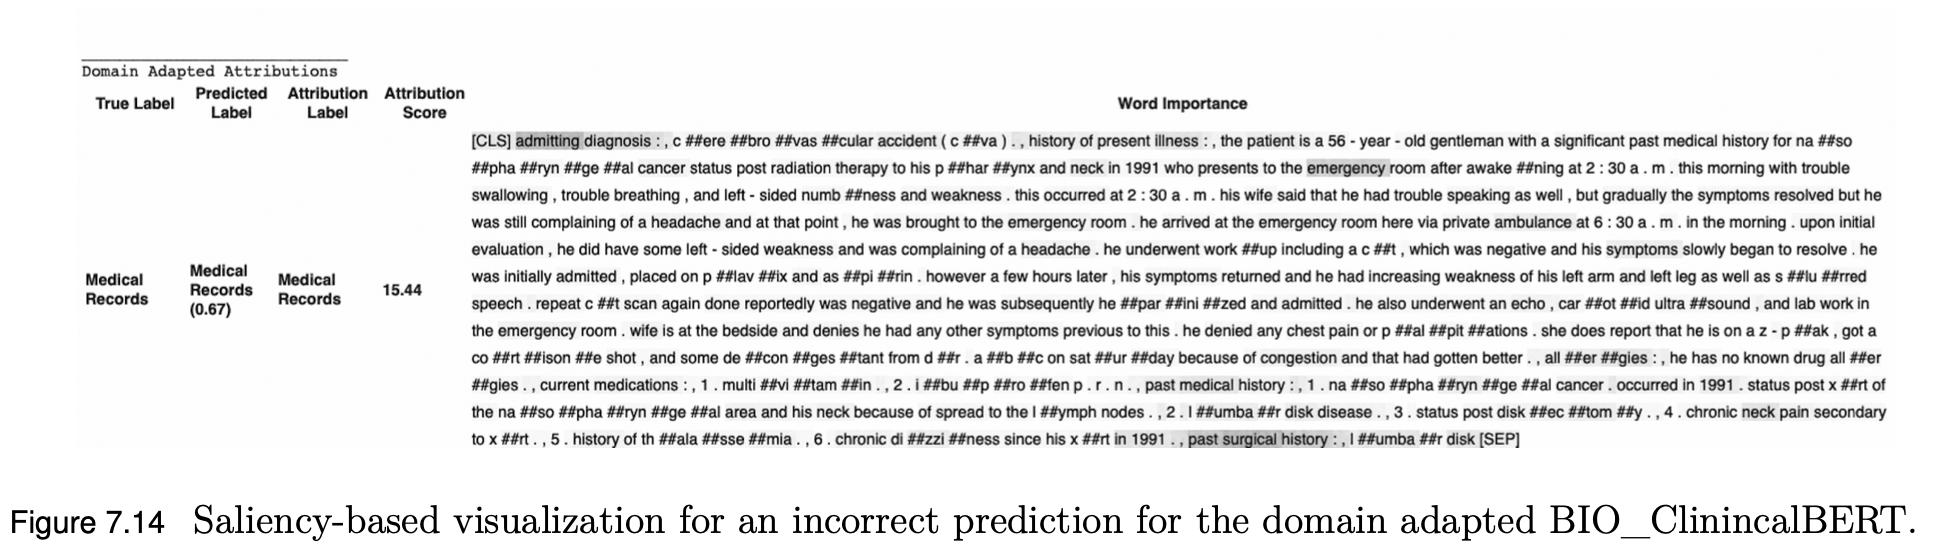 Domain Adapted Attributions
True Label Predicted Label Attribution Label Attribution Score Word Importance
[CLS] admitting diagnosis : , c ##ere ##bro ##vas ##cular accident ( c ##va ) . , history of present illness : , the patient is a 56 - year - old gentleman with a significant past medical history for na ##so
##pha ##ryn ##ge ##al cancer status post radiation therapy to his p ##har ##ynx and neck in 1991 who presents to the emergency room after awake ##ning at 2 : 30 a . m . this morning with trouble
swallowing , trouble breathing , and left - sided numb ##ness and weakness . this occurred at 2 : 30 a . m . his wife said that he had trouble speaking as well , but gradually the symptoms resolved but he
was still complaining of a headache and at that point , he was brought to the emergency room . he arrived at the emergency room here via private ambulance at 6 : 30 a . m . in the morning . upon initial
evaluation , he did have some left - sided weakness and was complaining of a headache . he underwent work ##up including a c ##t , which was negative and his symptoms slowly began to resolve . he
Medical Records Medical Records (0.67) Medical Records 15.44
was initially admitted , placed on p ##lav ##ix and as ##pi ##rin . however a few hours later , his symptoms returned and he had increasing weakness of his left arm and left leg as well as s ##lu ##rred
speech . repeat c ##t scan again done reportedly was negative and he was subsequently he ##par ##ini ##zed and admitted . he also underwent an echo , car ##ot ##id ultra ##sound , and lab work in
the emergency room . wife is at the bedside and denies he had any other symptoms previous to this . he denied any chest pain or p ##al ##pit ##ations . she does report that he is on a z - p ##ak , got a
co ##rt ##ison ##e shot , and some de ##con ##ges ##tant from d ##r . a ##b ##c on sat ##ur ##day because of congestion and that had gotten better . , all ##er ##gies : , he has no known drug all ##er
##gies . , current medications : , 1 . multi ##vi ##tam ##in . , 2 . i ##bu ##p ##ro ##fen p . r . n . , past medical history : , 1 . na ##so ##pha ##ryn ##ge ##al cancer . occurred in 1991 . status post x ##rt of
the na ##so ##pha ##ryn ##ge ##al area and his neck because of spread to the l ##ymph nodes . , 2 . l ##umba ##r disk disease . , 3 . status post disk ##ec ##tom ##y . , 4 . chronic neck pain secondary
to x ##rt . , 5 . history of th ##ala ##sse ##mia . , 6 . chronic di ##zzi ##ness since his x ##rt in 1991 . , past surgical history : , l ##umba ##r disk [SEP]
Figure 7.14 Saliency-based visualization for an incorrect prediction for the domain adapted BIO_ClinincalBERT.